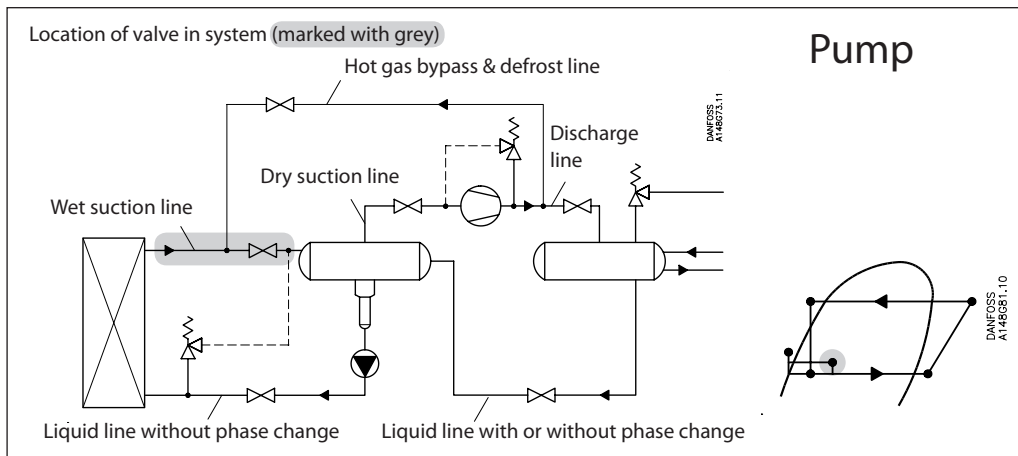 Location of valve in system (marked with grey)
Pump
Hot gas bypass & defrost line
DANFOSS
A148G73.11
Discharge
line
Dry suction line
Wet suction line
DANFOSS
A148G81.10
Liquid line without phase change
Liquid line with or without phase change